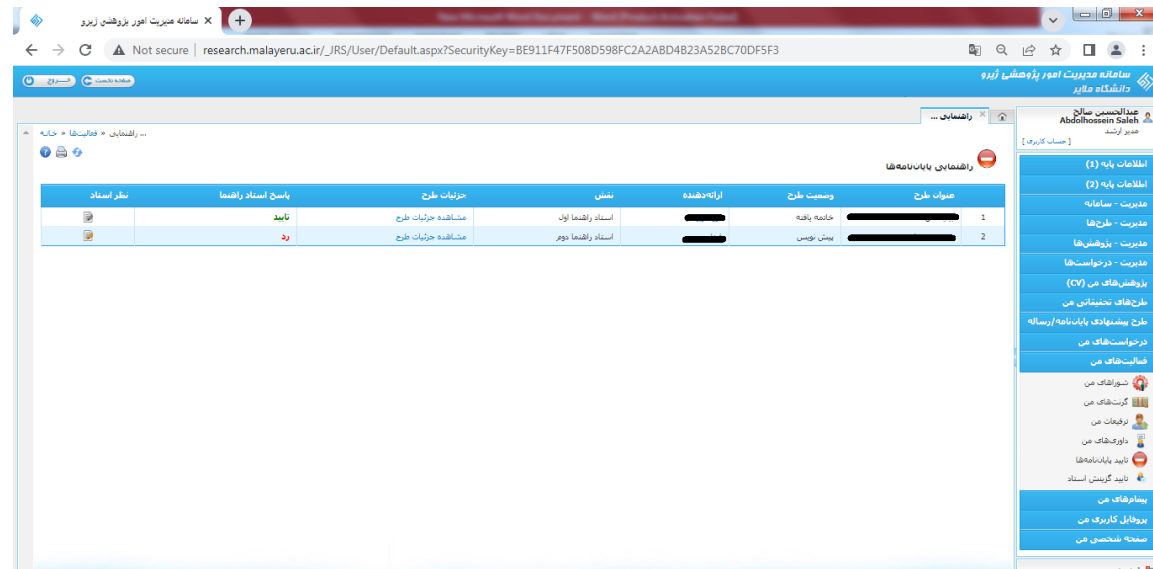 سامانه مدیریت امور پژوهشی زیرو
Not secure | research.malayeru.ac.ir/_JRS/User/Default.aspx?SecurityKey=BE911F47F508D598FC2A2ABD4B23A52BC70DF5F3
سامانه مدیریت امور پژوهشی ژیرو
دانشگاه ملایر
صفحه نخست
خـــروج
عبدالحسین صالح
Abdolhossein Saleh
مدیر ارشد
[ حساب کاربری ]
راهنمایی ...
خانه » فعالیت‌ها » راهنمایی ...
راهنمایی پایان‌نامه‌ها
عنوان طرح وضعیت طرح ارائه‌دهنده نقش جزئیات طرح پاسخ استاد راهنما نظر استاد
1 خاتمه یافته استاد راهنما اول مشاهده جزئیات طرح تایید
2 پیش نویس استاد راهنما دوم مشاهده جزئیات طرح رد
اطلاعات پایه (1)
اطلاعات پایه (2)
مدیریت - سامانه
مدیریت - طرح‌ها
مدیریت - پژوهش‌ها
مدیریت - درخواست‌ها
پژوهش‌های من (CV)
طرح‌های تحقیقاتی من
طرح پیشنهادی پایان‌نامه/رساله
درخواست‌های من
فعالیت‌های من
شوراهای من
گرنت‌های من
ترفیعات من
داوری‌های من
تایید پایان‌نامه‌ها
تایید گزینش استاد
پیغام‌های من
پروفایل کاربری من
صفحه شخصی من